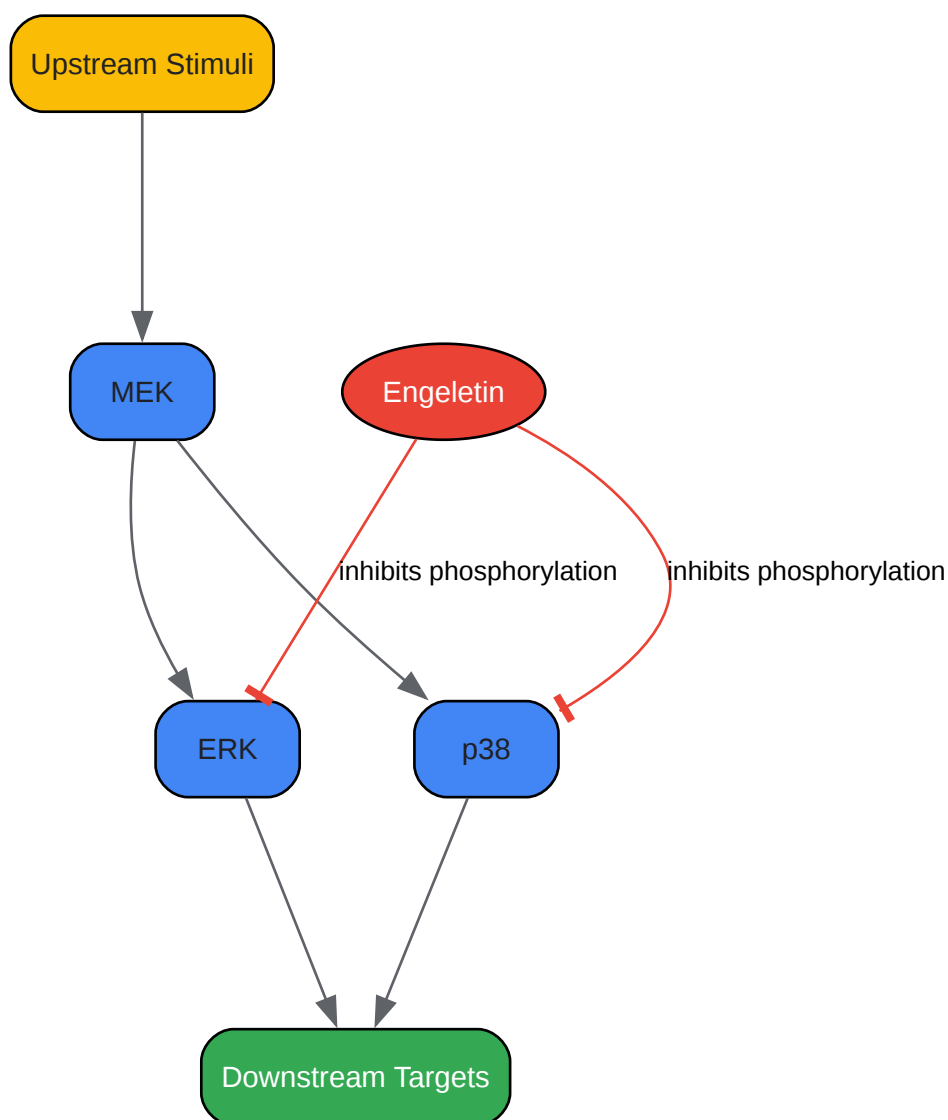 Upstream Stimuli
MEK
Engeletin
inhibits phosphorylation
inhibits phosphorylation
ERK
p38
Downstream Targets